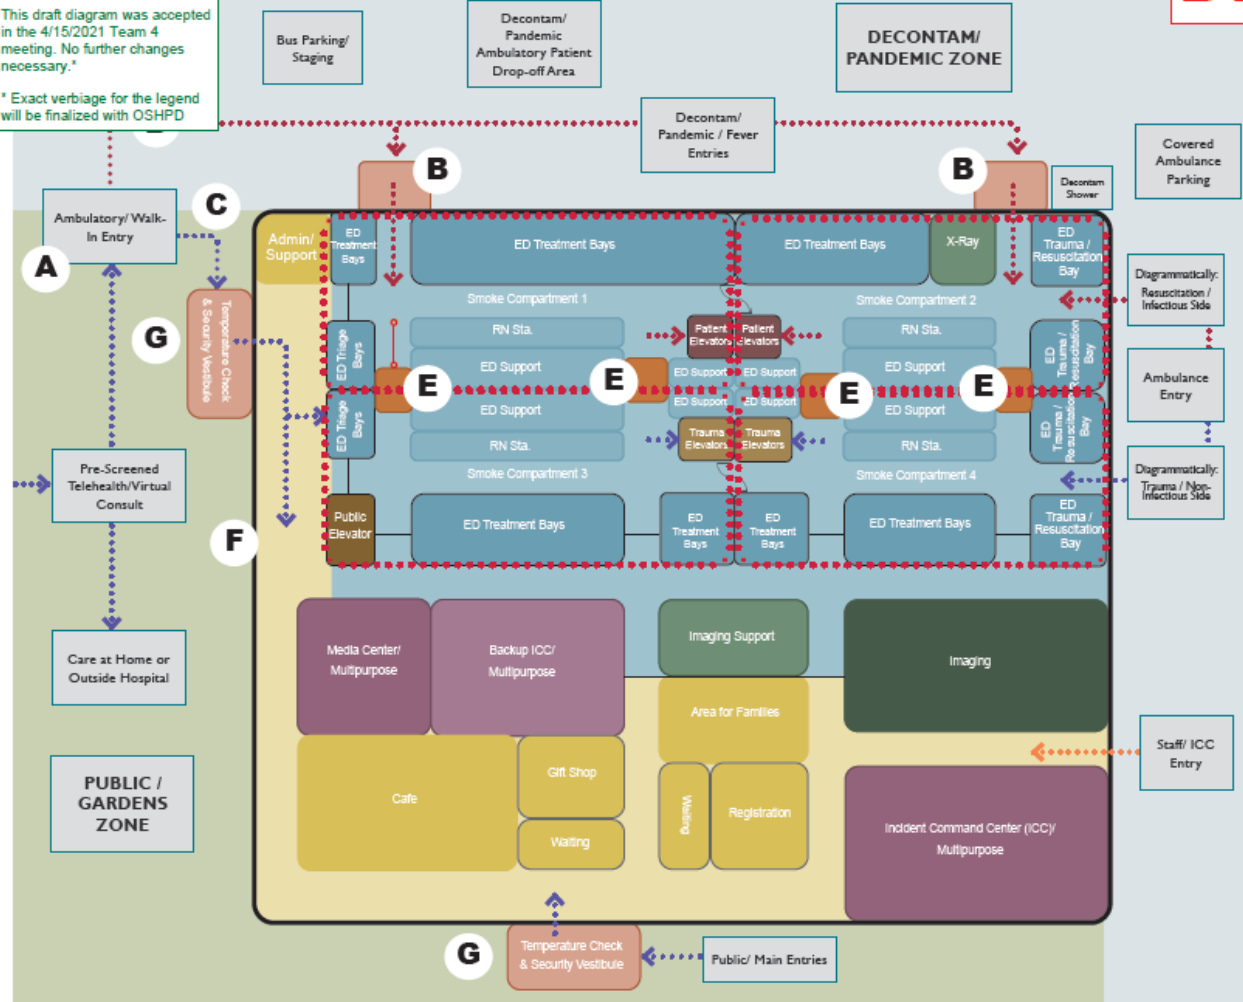 This draft diagram was accepted
in the 4/15/2021 Team 4
meeting. No further changes
necessary.*
* Exact verbiage for the legend
will be finalized with OSHPD
Bus Parking/
Staging
Decontam/
Pandemic
Ambulatory Patient
Drop-off Area
DECONTAM/
PANDEMIC ZONE
Decontam/
Pandemic / Fever
Entries
Covered
Ambulance
Parking
B
B
Decontam
Shower
Ambulatory/ Walk-
In Entry
C
A
Admin/
Support
ED
Treatment
Bays
ED Treatment Bays
ED Treatment Bays
X-Ray
ED
Trauma /
Resuscitation
Bay
Diagrammatically:
Resuscitation /
Infectious Side
Temperature Check
& Security Vestibule
G
Smoke Compartment 1
Smoke Compartment 2
ED Triage
Bays
RN Sta.
Patient
Elevators
Patient
Elevators
RN Sta.
ED
Trauma /
Resuscitation
Bay
ED Support
ED Support
ED Support
ED Support
E
E
E
E
Ambulance
Entry
ED Triage
Bays
ED Support
ED Support
ED Support
ED Support
ED
Trauma /
Resuscitation
Bay
RN Sta.
Trauma
Elevators
Trauma
Elevators
RN Sta.
Pre-Screened
Telehealth/Virtual
Consult
Smoke Compartment 3
Smoke Compartment 4
Diagrammatically:
Trauma / Non-
Infectious Side
F
Public
Elevator
ED Treatment Bays
ED
Treatment
Bays
ED
Treatment
Bays
ED Treatment Bays
ED
Trauma /
Resuscitation
Bay
Care at Home or
Outside Hospital
Media Center/
Multipurpose
Backup ICC/
Multipurpose
Imaging Support
Imaging
Area for Families
Staff/ ICC
Entry
PUBLIC /
GARDENS
ZONE
Cafe
Gift Shop
Waiting
Waiting
Registration
Incident Command Center (ICC)/
Multipurpose
G
Temperature Check
& Security Vestibule
Public/ Main Entries